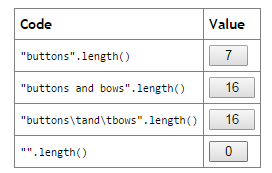 Code Value
"buttons".length() 7
"buttons and bows".length() 16
"buttons\tand\tbows".length() 16
"".length() 0